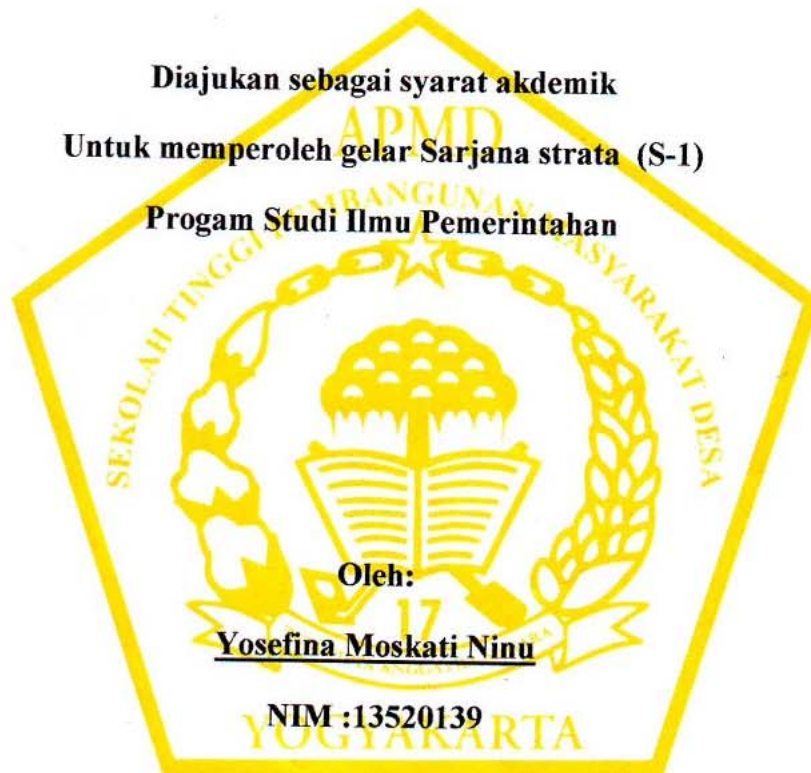 Diajukan sebagai syarat akdemik
APMD
Untuk memperoleh gelar Sarjana strata (S-1)
SEKOLAH TINGGI PEMBANGUNAN MASYARAKAT DESA
Progam Studi Ilmu Pemerintahan
Oleh:
17
Yosefina Moskati Ninu
NIM :13520139
YOGYAKARTA